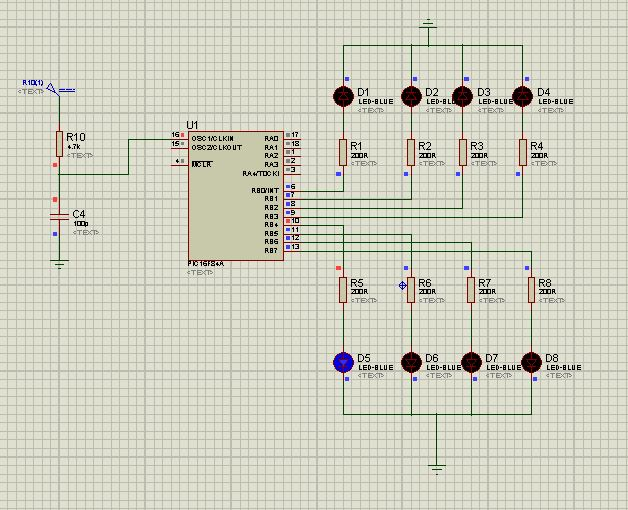 D1
LED-BLUE
<TEXT>
D2
LED-BLUE
<TEXT>
D3
LED-BLUE
<TEXT>
D4
LED-BLUE
<TEXT>
R10(1)
<TEXT>
R10
4.7k
<TEXT>
R1
200R
<TEXT>
R2
200R
<TEXT>
R3
200R
<TEXT>
R4
200R
<TEXT>
U1
16 OSC1/CLKIN RA0 17
15 OSC2/CLKOUT RA1 18
RA2 1
4 MCLR RA3 2
RA4/T0CKI 3
RB0/INT 6
RB1 7
RB2 8
RB3 9
RB4 10
RB5 11
RB6 12
RB7 13
PIC16F84A
<TEXT>
C4
100p
<TEXT>
R5
200R
<TEXT>
R6
200R
<TEXT>
R7
200R
<TEXT>
R8
200R
<TEXT>
D5
LED-BLUE
<TEXT>
D6
LED-BLUE
<TEXT>
D7
LED-BLUE
<TEXT>
D8
LED-BLUE
<TEXT>